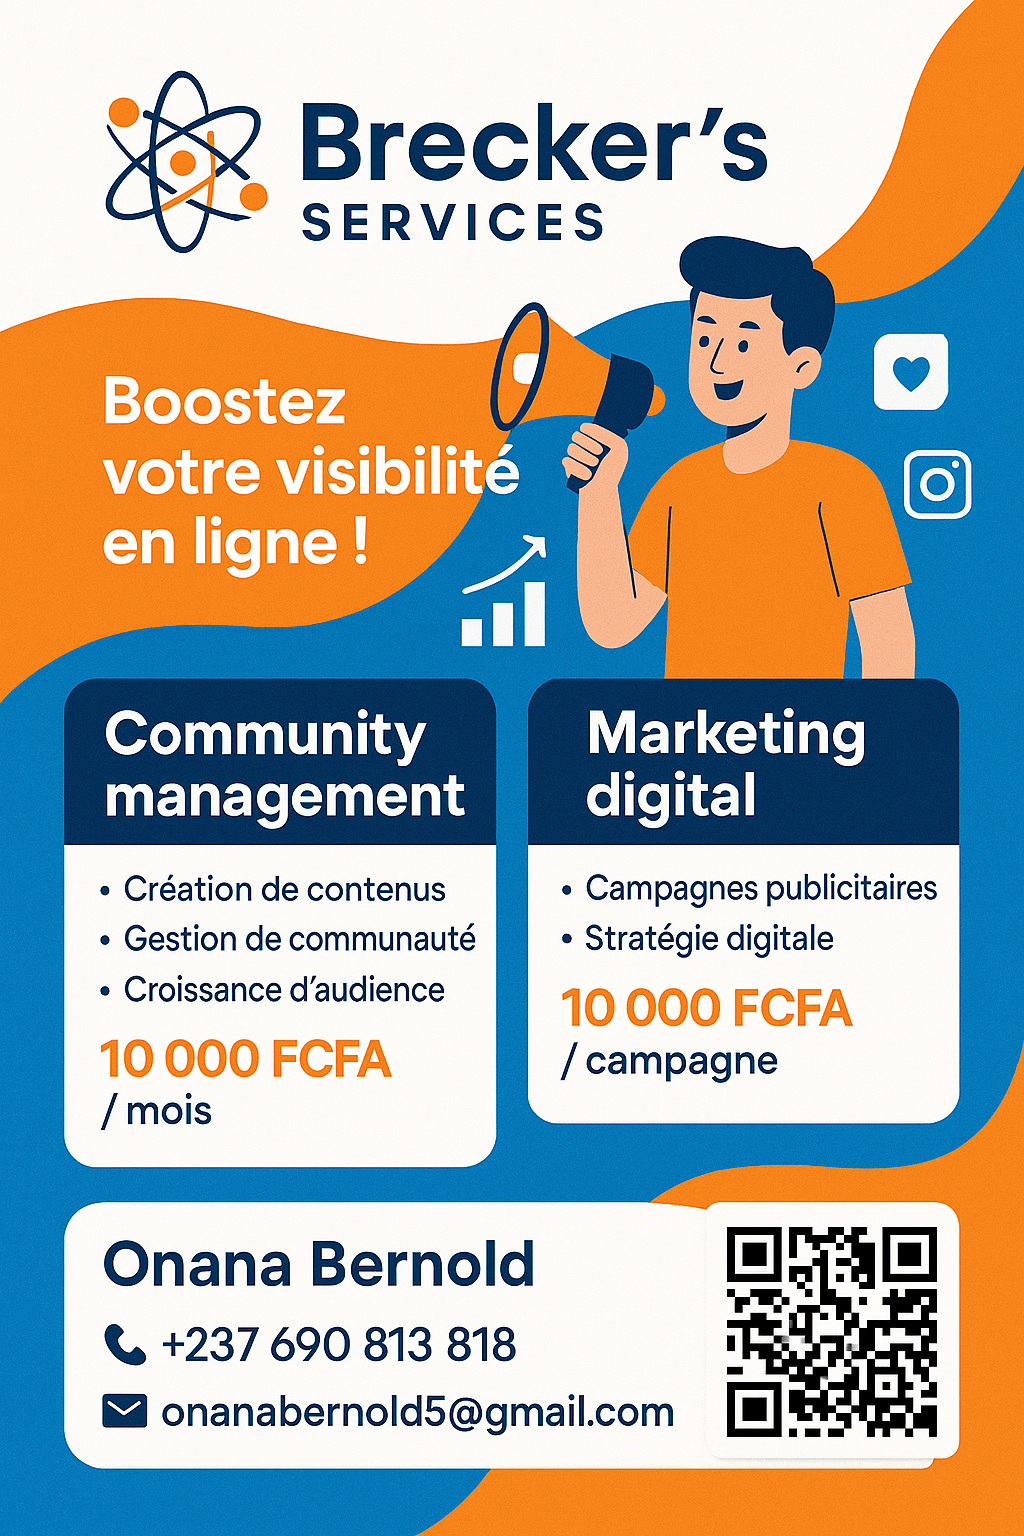 Brecker’s
SERVICES
Boostez
votre visibilité
en ligne !
Community
management
• Création de contenus
• Gestion de communauté
• Croissance d’audience
10 000 FCFA
/ mois
Marketing
digital
• Campagnes publicitaires
• Stratégie digitale
10 000 FCFA
/ campagne
Onana Bernold
+237 690 813 818
onanabernold5@gmail.com